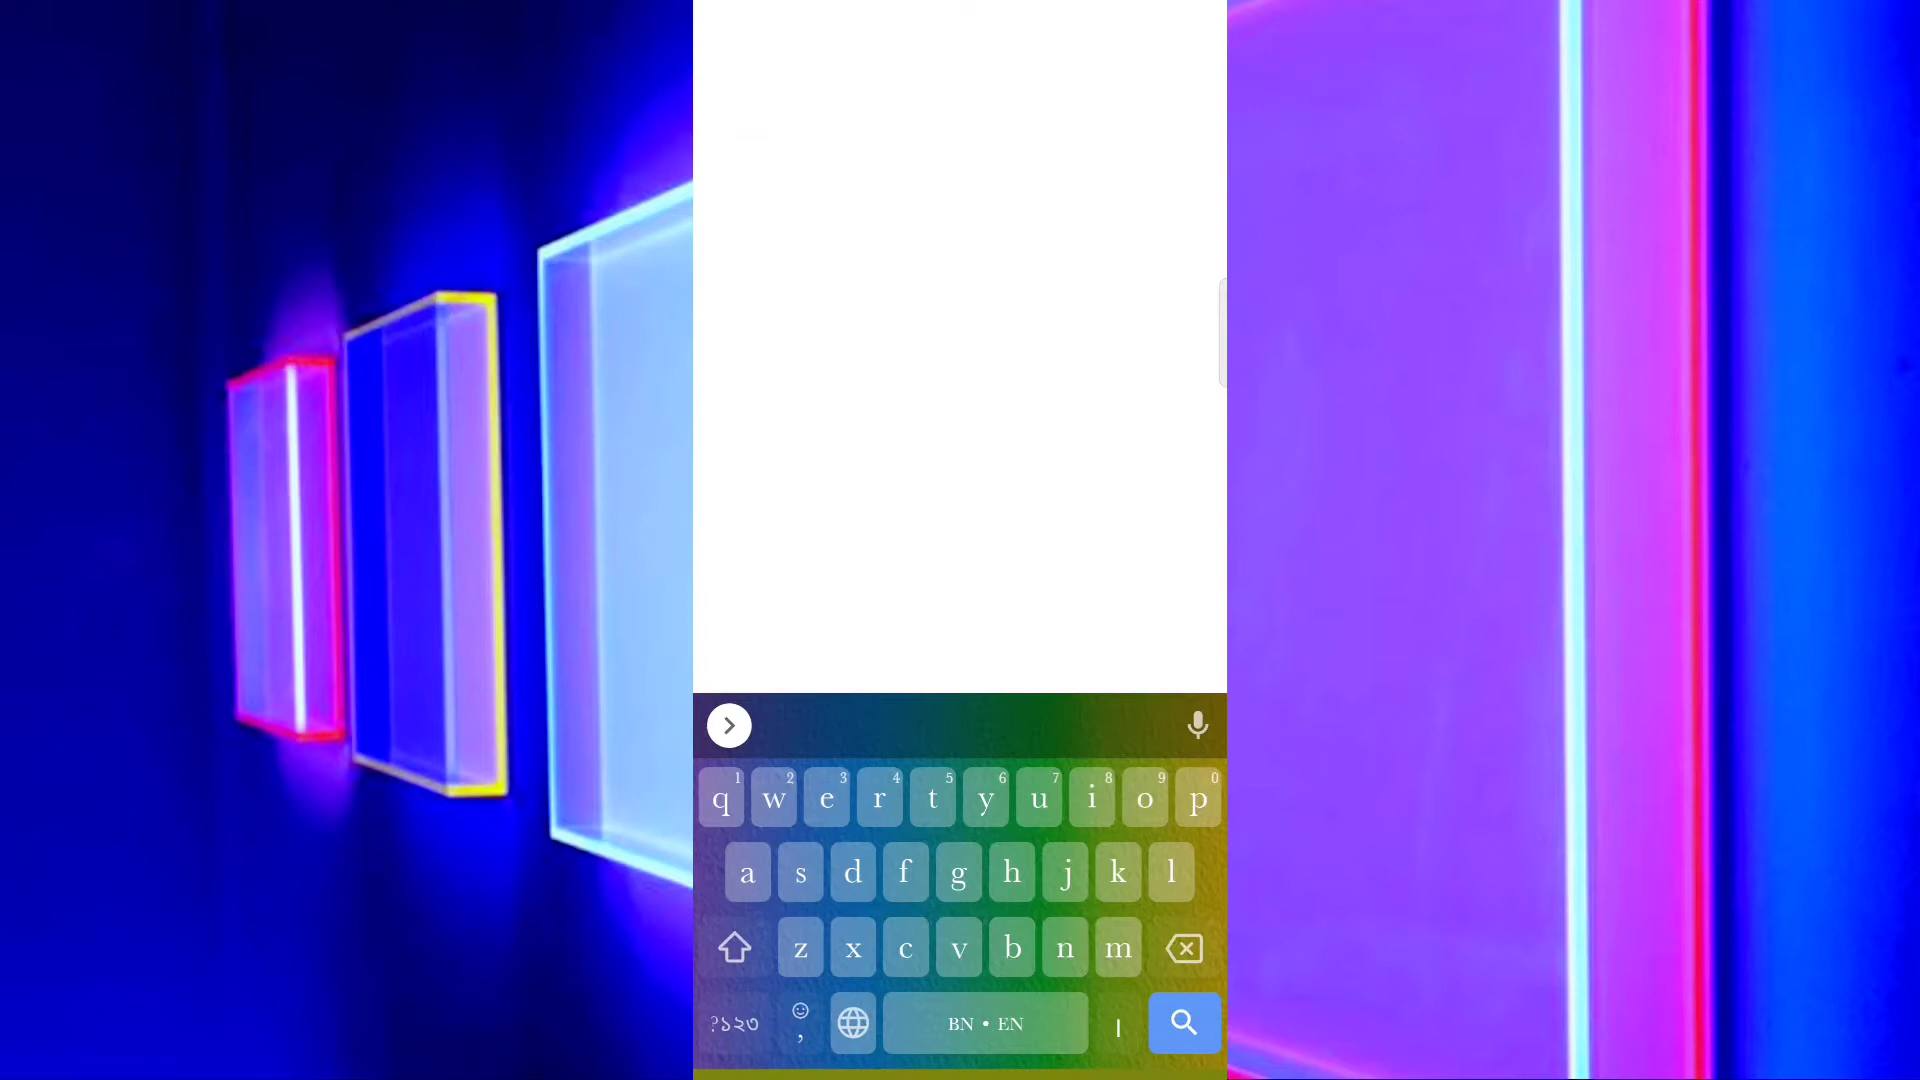 1 2 3 4 5 6 7 8 9 0
q w e r t y u i o p
a s d f g h j k l
z x c v b n m
?১২৩ , BN • EN ।